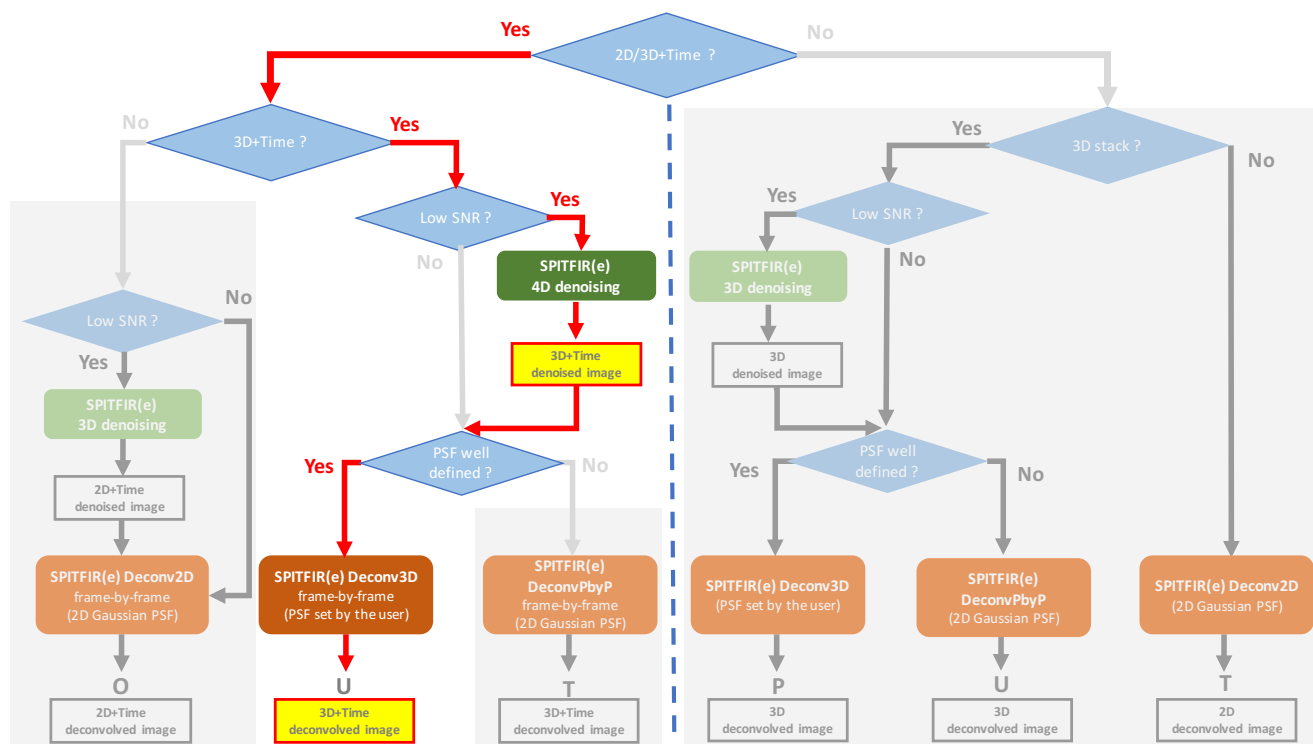 Yes
2D/3D+Time ?
No
No
3D+Time ?
Yes
Yes
3D stack ?
No
Low SNR ?
Yes
Yes
Low SNR ?
No
SPITFIR(e)
4D denoising
SPITFIR(e)
3D denoising
No
No
Low SNR ?
Yes
3D+Time
denoised image
3D
denoised image
SPITFIR(e)
3D denoising
Yes
PSF well
defined ?
No
Yes
PSF well
defined ?
No
2D+Time
denoised image
SPITFIR(e) Deconv2D
frame-by-frame
(2D Gaussian PSF)
SPITFIR(e) Deconv3D
frame-by-frame
(PSF set by the user)
SPITFIR(e)
DeconvPbyP
frame-by-frame
(2D Gaussian PSF)
SPITFIR(e) Deconv3D
(PSF set by the user)
SPITFIR(e)
DeconvPbyP
(2D Gaussian PSF)
SPITFIR(e) Deconv2D
(2D Gaussian PSF)
O
U
T
P
U
T
2D+Time
deconvolved image
3D+Time
deconvolved image
3D+Time
deconvolved image
3D
deconvolved image
3D
deconvolved image
2D
deconvolved image